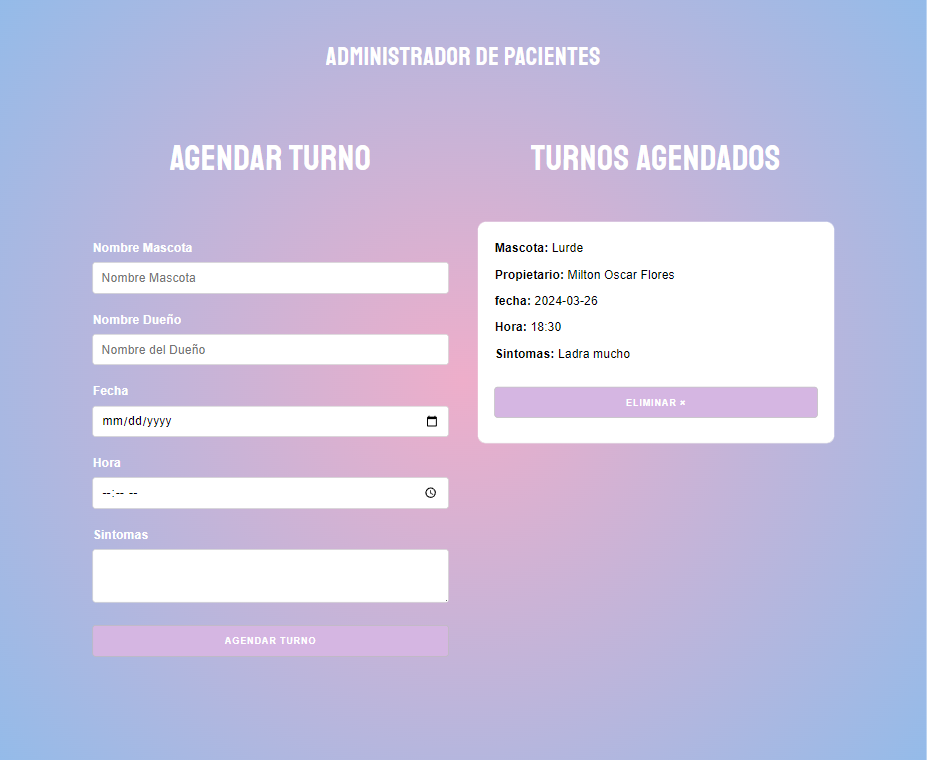 ADMINISTRADOR DE PACIENTES
AGENDAR TURNO
Nombre Mascota
Nombre Mascota
Nombre Dueño
Nombre del Dueño
Fecha
mm/dd/yyyy
Hora
--:-- --
Sintomas
AGENDAR TURNO
TURNOS AGENDADOS
Mascota: Lurde
Propietario: Milton Oscar Flores
fecha: 2024-03-26
Hora: 18:30
Sintomas: Ladra mucho
ELIMINAR ×